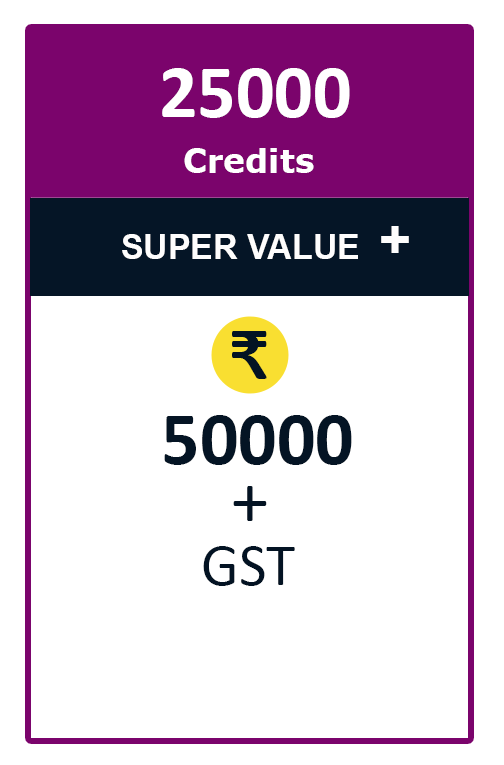 25000
Credits
SUPER VALUE +
₹
50000
+
GST